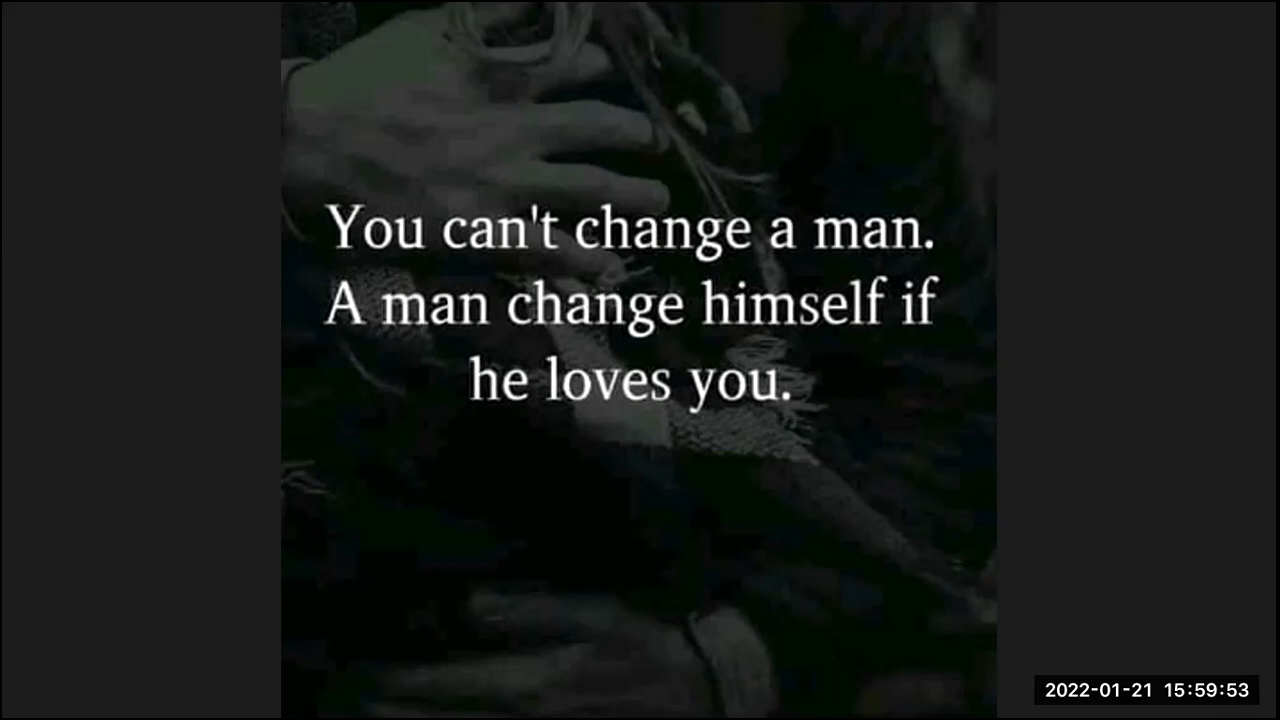 You can't change a man.
A man change himself if
he loves you.
2022-01-21 15:59:53